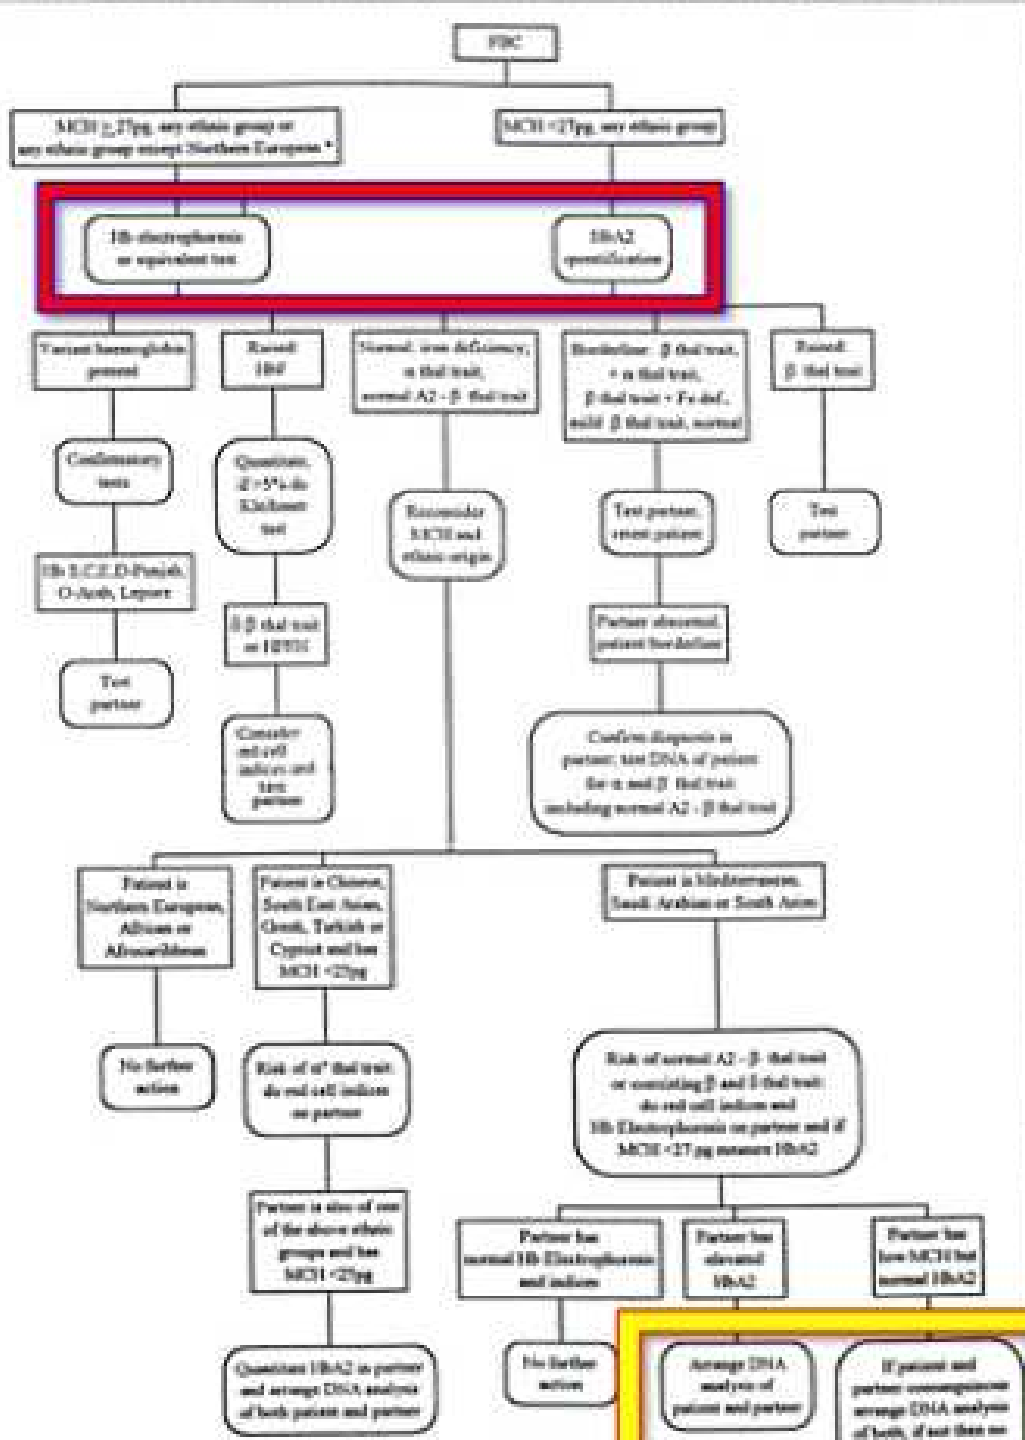 FBC
MCH ≥ 27pg, any ethnic group or
any ethnic group except Northern European *
MCH <27pg, any ethnic group
Hb electrophoresis
or equivalent test
HbA2
quantification
Variant haemoglobin
present
Raised
HbF
Normal: iron deficiency,
α thal trait,
normal A2 - β thal trait
Borderline: β thal trait,
+ α thal trait,
β thal trait + Fe def.,
mild β thal trait, normal
Raised:
β thal trait
Confirmatory
tests
Quantitate,
if >5% do
Kleihauer
test
Reconsider
MCH and
ethnic origin
Test partner,
retest patient
Test
partner
Hb S,C,E,D-Punjab,
O-Arab, Lepore
δβ thal trait
or HPFH
Partner abnormal,
patient borderline
Test
partner
Consider
red cell
indices and
test
partner
Confirm diagnosis in
partner, test DNA of patient
for α and β thal trait
including normal A2 - β thal trait
Patient is
Northern European,
African or
Afrocaribbean
Patient is Chinese,
South East Asian,
Greek, Turkish or
Cypriot and has
MCH <25pg
Patient is Mediterranean,
Saudi Arabian or South Asian
No further
action
Risk of α° thal trait:
do red cell indices
on partner
Risk of normal A2 - β thal trait
or coexisting β and δ thal trait:
do red cell indices and
Hb Electrophoresis on partner and if
MCH <27 pg measure HbA2
Partner is also of one
of the above ethnic
groups and has
MCH <25pg
Partner has
normal Hb Electrophoresis
and indices
Partner has
elevated
HbA2
Partner has
low MCH but
normal HbA2
Quantitate HbA2 in partner
and arrange DNA analysis
of both patient and partner
No further
action
Arrange DNA
analysis of
patient and partner
If patient and
partner consanguineous
arrange DNA analysis
of both, if not then no